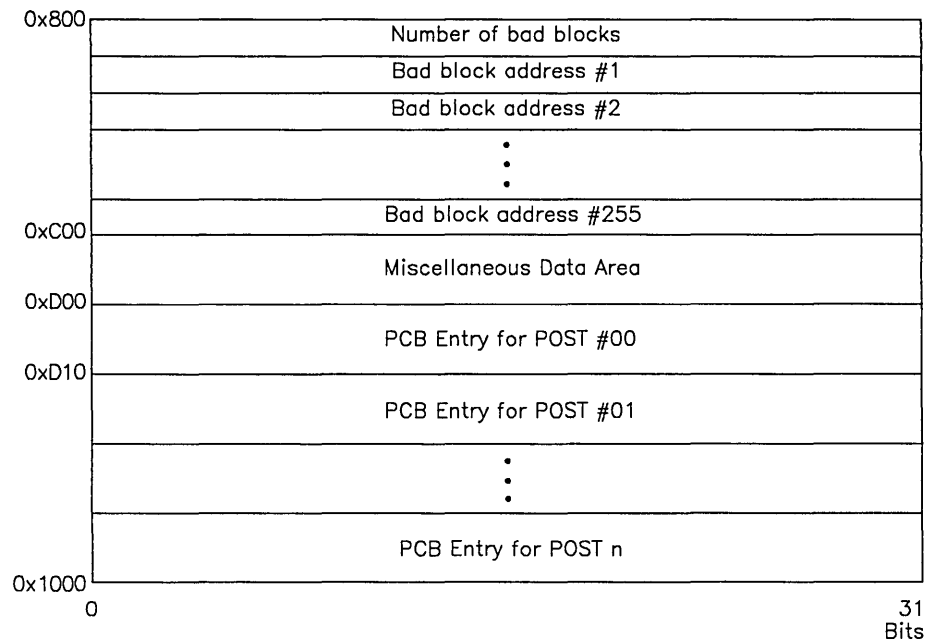 0x800
Number of bad blocks
Bad block address #1
Bad block address #2
Bad block address #255
0xC00
Miscellaneous Data Area
0xD00
PCB Entry for POST #00
0xD10
PCB Entry for POST #01
PCB Entry for POST n
0x1000
0 31
Bits